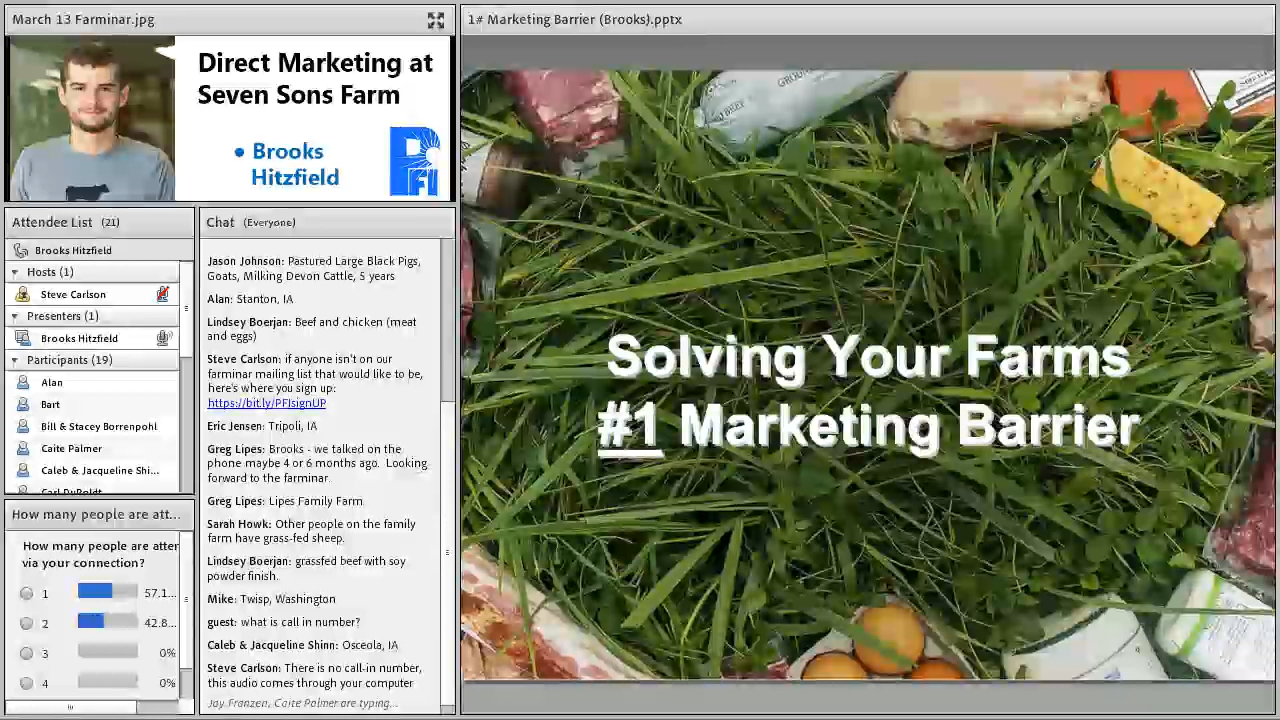 March 13 Farminar.jpg
Direct Marketing at
Seven Sons Farm
• Brooks
Hitzfield
Attendee List (21)
Brooks Hitzfield
Hosts (1)
Steve Carlson
Presenters (1)
Brooks Hitzfield
Participants (19)
Alan
Bart
Bill & Stacey Borrenpohl
Caite Palmer
Caleb & Jacqueline Shi...
How many people are att...
How many people are atter
via your connection?
1 57.1...
2 42.8...
3 0%
4 0%
Chat (Everyone)
Jason Johnson: Pastured Large Black Pigs,
Goats, Milking Devon Cattle, 5 years
Alan: Stanton, IA
Lindsey Boerjan: Beef and chicken (meat
and eggs)
Steve Carlson: if anyone isn't on our
farminar mailing list that would like to be,
here's where you sign up:
https://bit.ly/PFIsignUP
Eric Jensen: Tripoli, IA
Greg Lipes: Brooks - we talked on the
phone maybe 4 or 6 months ago. Looking
forward to the farminar.
Greg Lipes: Lipes Family Farm
Sarah Howk: Other people on the family
farm have grass-fed sheep.
Lindsey Boerjan: grassfed beef with soy
powder finish.
Mike: Twisp, Washington
guest: what is call in number?
Caleb & Jacqueline Shinn: Osceola, IA
Steve Carlson: There is no call-in number,
this audio comes through your computer
Jay Franzen, Caite Palmer are typing...
1# Marketing Barrier (Brooks).pptx
Solving Your Farms
#1 Marketing Barrier